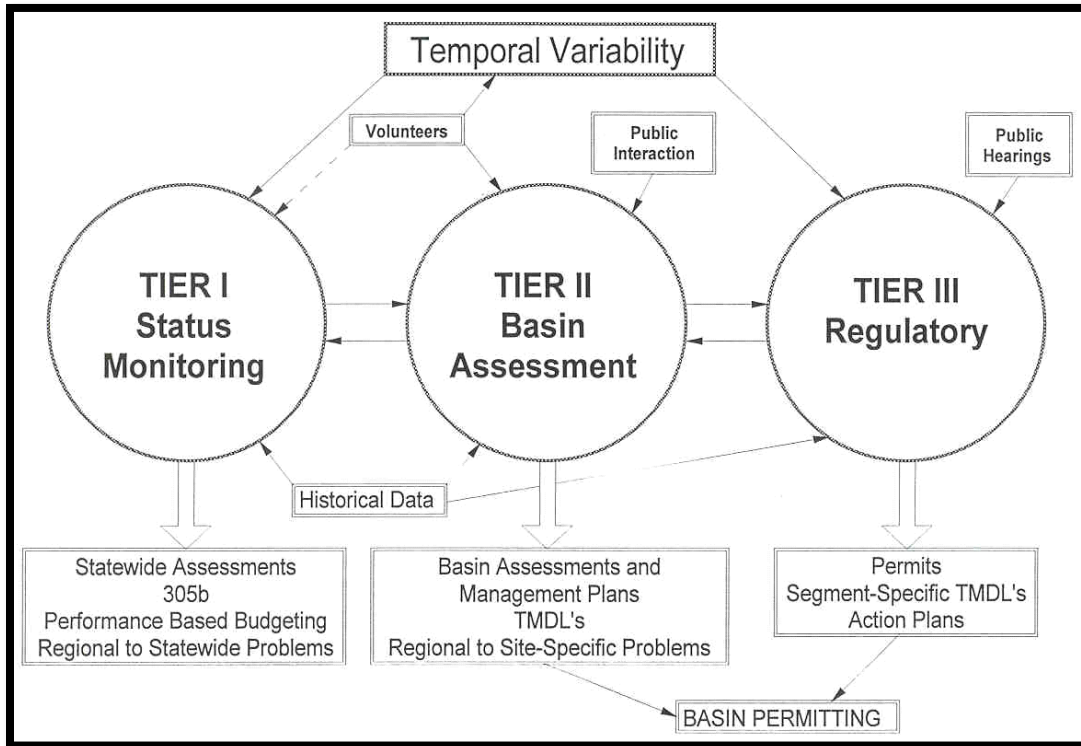 Temporal Variability
Volunteers
Public
Interaction
Public
Hearings
TIER I
Status
Monitoring
TIER II
Basin
Assessment
TIER III
Regulatory
Historical Data
Statewide Assessments
305b
Performance Based Budgeting
Regional to Statewide Problems
Basin Assessments and
Management Plans
TMDL's
Regional to Site-Specific Problems
Permits
Segment-Specific TMDL's
Action Plans
BASIN PERMITTING